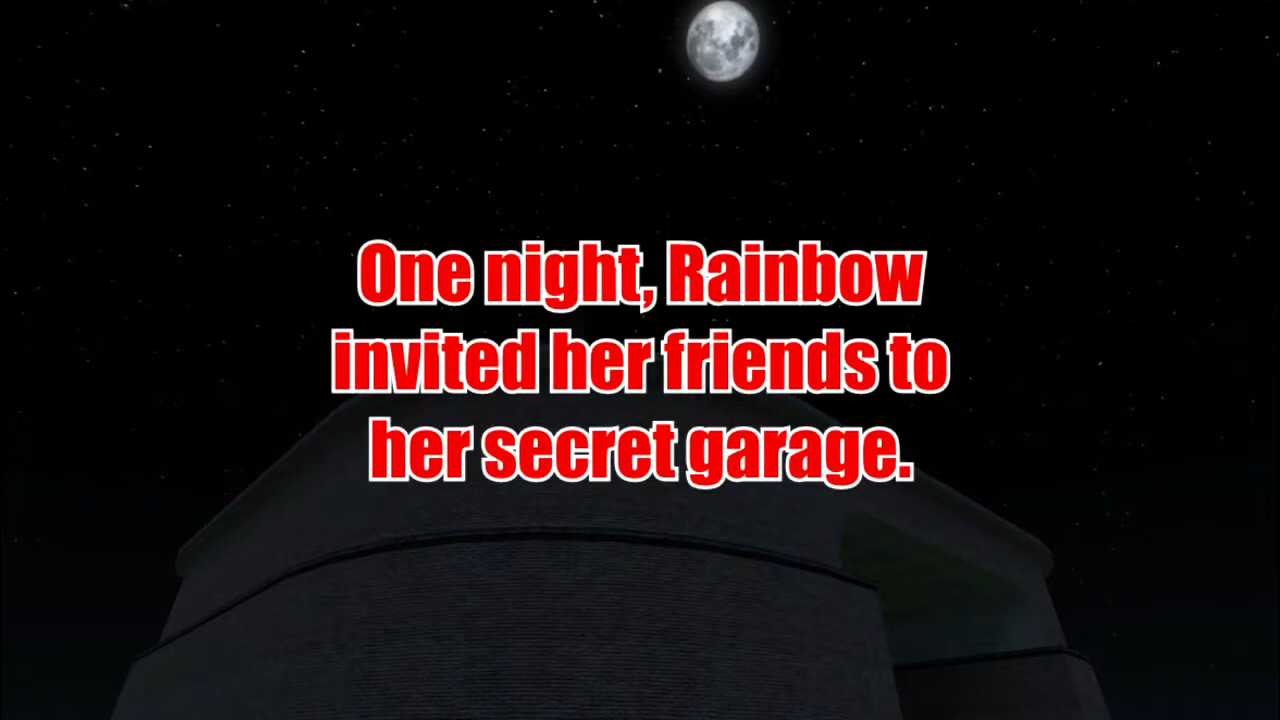 One night, Rainbow
invited her friends to
her secret garage.